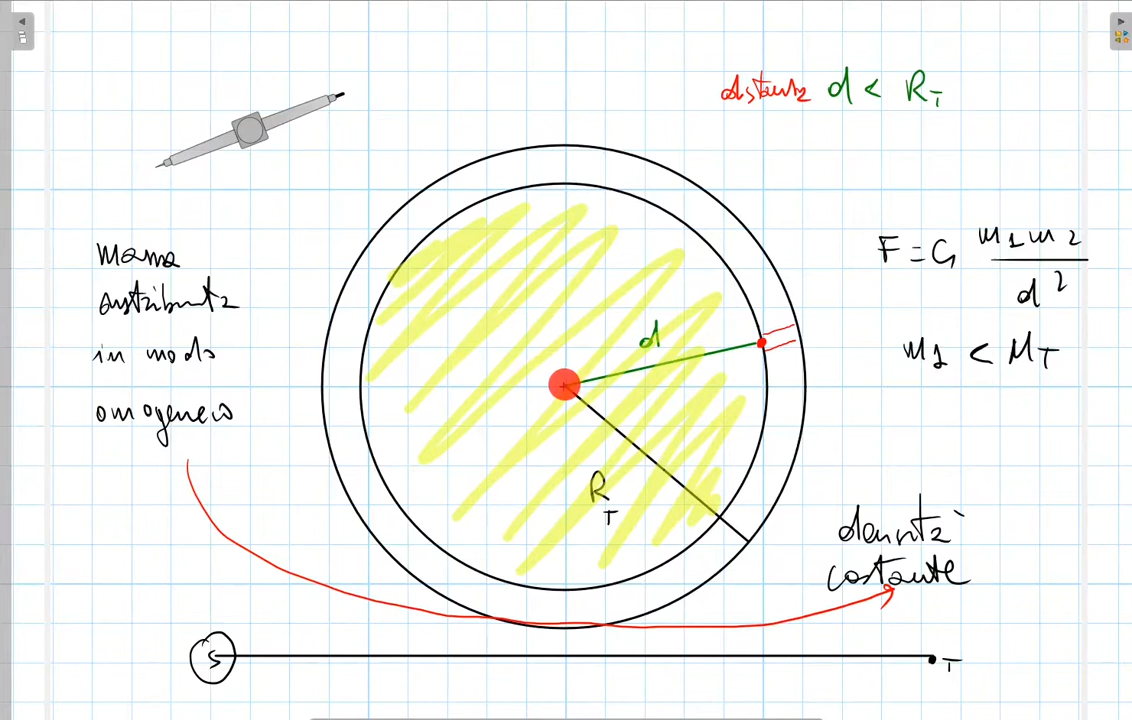 distanza d < R_T
massa
distribuita
in modo
omogeneo
F = G m₁m₂ / d²
m₁ < M_T
d
R_T
densità
costante
S
T